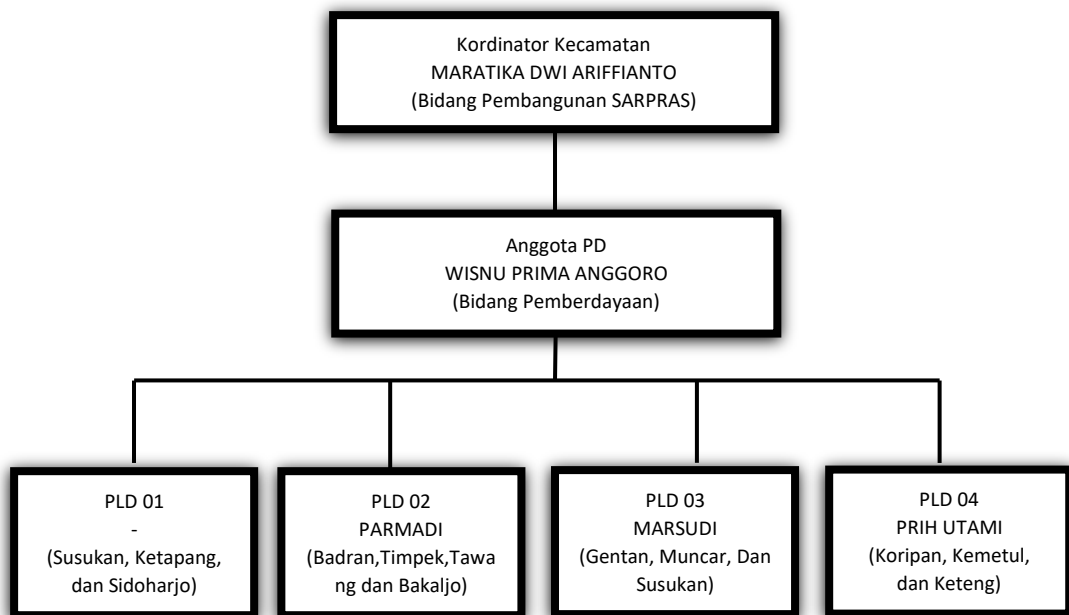 Kordinator Kecamatan
MARATIKA DWI ARIFFIANTO
(Bidang Pembangunan SARPRAS)
Anggota PD
WISNU PRIMA ANGGORO
(Bidang Pemberdayaan)
PLD 01
-
(Susukan, Ketapang,
dan Sidoharjo)
PLD 02
PARMADI
(Badran,Timpek,Tawa
ng dan Bakaljo)
PLD 03
MARSUDI
(Gentan, Muncar, Dan
Susukan)
PLD 04
PRIH UTAMI
(Koripan, Kemetul,
dan Keteng)